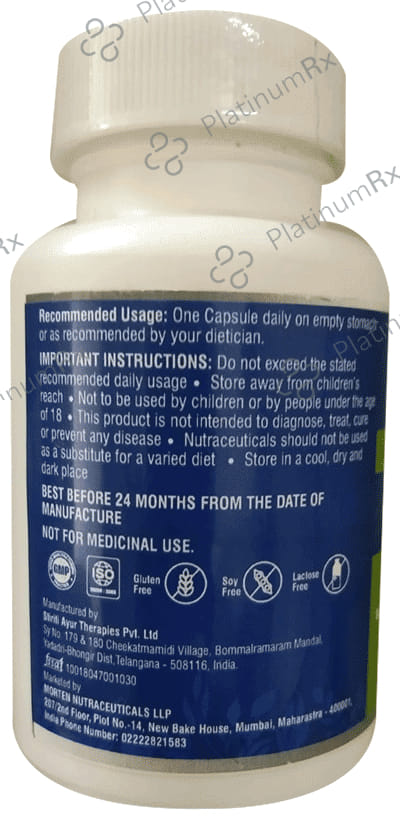 PlatinumRx
PlatinumRx
PlatinumRx
Recommended Usage: One Capsule daily on empty stomach
or as recommended by your dietician.
IMPORTANT INSTRUCTIONS: Do not exceed the stated
recommended daily usage • Store away from children's
reach • Not to be used by children or by people under the age
of 18 • This product is not intended to diagnose, treat, cure
or prevent any disease • Nutraceuticals should not be used
as a substitute for a varied diet • Store in a cool, dry and
dark place
BEST BEFORE 24 MONTHS FROM THE DATE OF
MANUFACTURE
NOT FOR MEDICINAL USE.
GMP
ISO
Gluten
Free
Soy
Free
Lactose
Free
Manufactured by
Shriti Ayur Therapies Pvt. Ltd
Sy No 179 & 180 Cheekatmamidi Village, Bommalramaram Mandal,
Yadadri-Bhongir Dist,Telangana - 508116, India.
fssai 10018047001030
Marketed by
MORTEN NUTRACEUTICALS LLP
207/2nd Floor, Plot No.-14, New Bake House, Mumbai, Maharastra - 400001,
India Phone Number: 02222821583